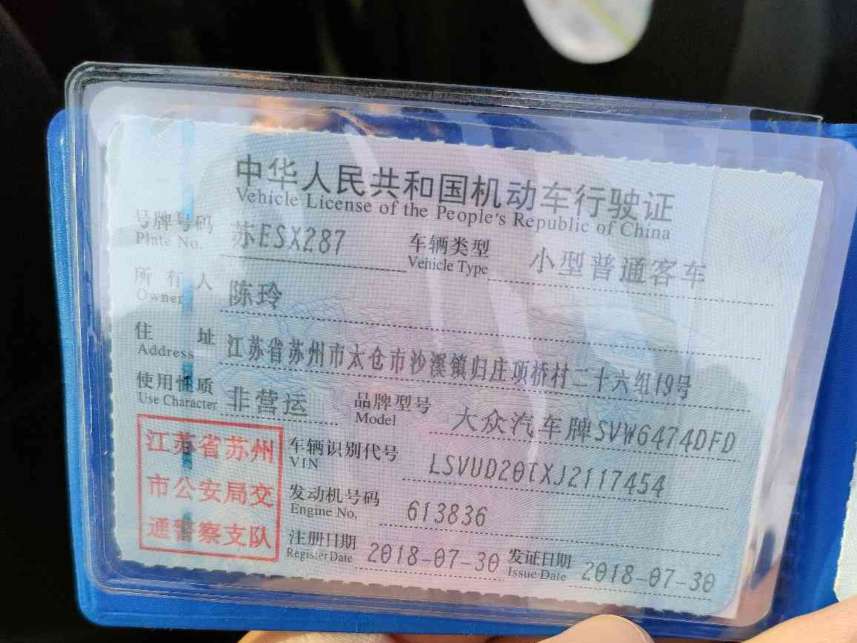 中华人民共和国机动车行驶证
Vehicle License of the People's Republic of China
号牌号码 苏ESX287 车辆类型 小型普通客车
Plate No. Vehicle Type
所有人 陈玲
Owner
住址 江苏省苏州市太仓市沙溪镇归庄项桥村二十六组19号
Address
使用性质 非营运 品牌型号 大众汽车牌SVW6474DFD
Use Character Model
江苏省苏州
市公安局交
通警察支队
车辆识别代号
VIN
发动机号码 613836
Engine No.
注册日期 2018-07-30 发证日期 2018-07-30
Register Date Issue Date